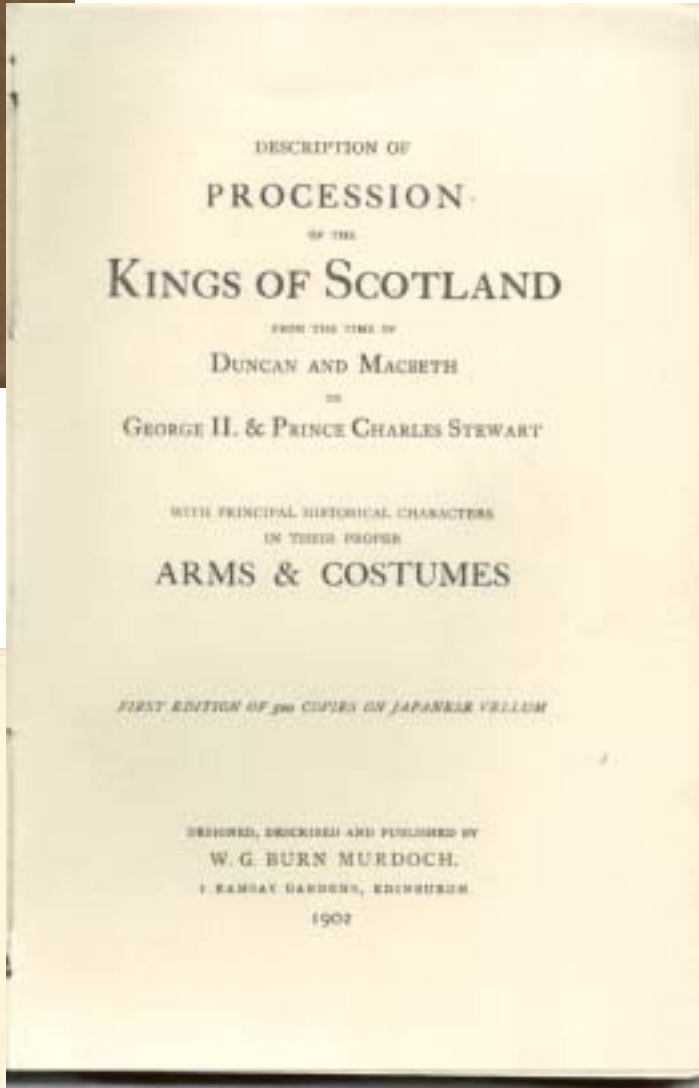 DESCRIPTION OF
PROCESSION
OF THE
KINGS OF SCOTLAND
FROM THE TIME OF
DUNCAN AND MACBETH
TO
GEORGE II. & PRINCE CHARLES STEWART
WITH PRINCIPAL HISTORICAL CHARACTERS
IN THEIR PROPER
ARMS & COSTUMES
FIRST EDITION OF 500 COPIES ON JAPANESE VELLUM
DESIGNED, DESCRIBED AND PUBLISHED BY
W. G. BURN MURDOCH.
RAMSAY GARDENS, EDINBURGH
1902